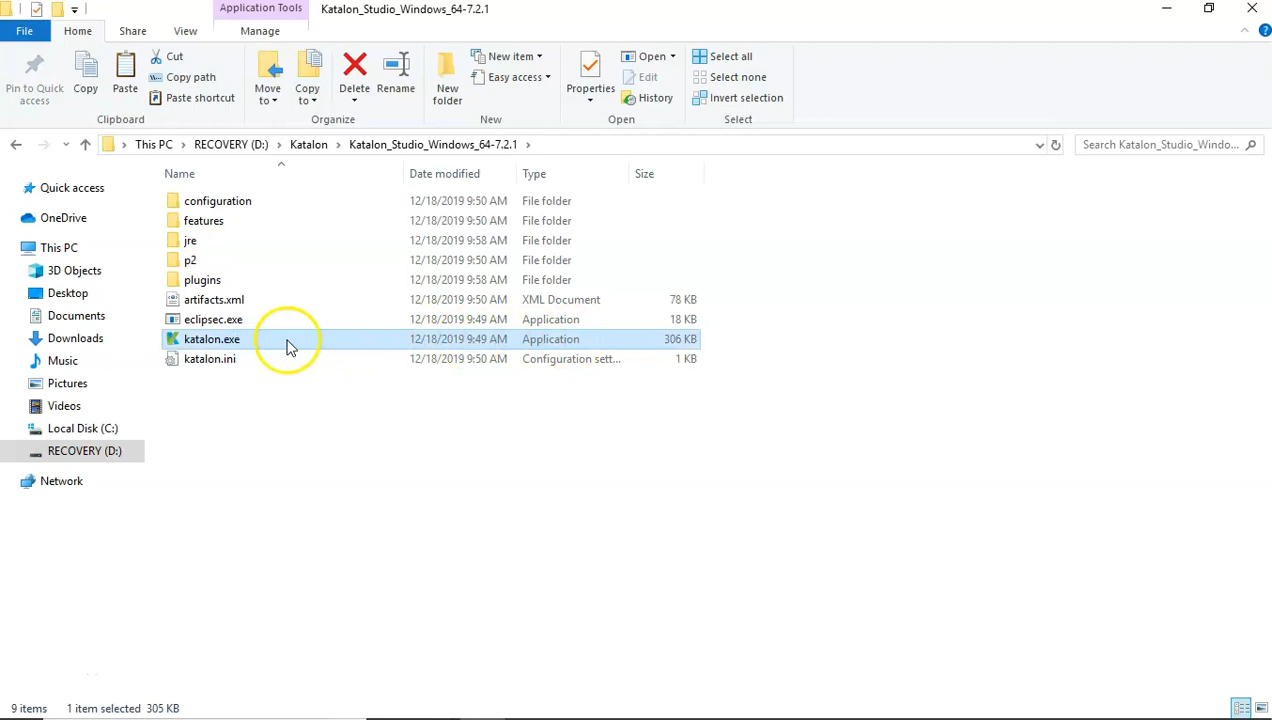 Application Tools
Katalon_Studio_Windows_64-7.2.1
File
Home
Share
View
Manage
Pin to Quick access
Copy
Paste
Cut
Copy path
Paste shortcut
Clipboard
Move to
Copy to
Delete
Rename
Organize
New folder
New item
Easy access
New
Properties
Open
Edit
History
Open
Select all
Select none
Invert selection
Select
This PC
RECOVERY (D:)
Katalon
Katalon_Studio_Windows_64-7.2.1
Search Katalon_Studio_Windo...
Quick access
OneDrive
This PC
3D Objects
Desktop
Documents
Downloads
Music
Pictures
Videos
Local Disk (C:)
RECOVERY (D:)
Network
Name Date modified Type Size
configuration 12/18/2019 9:50 AM File folder
features 12/18/2019 9:50 AM File folder
jre 12/18/2019 9:58 AM File folder
p2 12/18/2019 9:50 AM File folder
plugins 12/18/2019 9:58 AM File folder
artifacts.xml 12/18/2019 9:50 AM XML Document 78 KB
eclipsec.exe 12/18/2019 9:49 AM Application 18 KB
katalon.exe 12/18/2019 9:49 AM Application 306 KB
katalon.ini 12/18/2019 9:50 AM Configuration sett... 1 KB
9 items 1 item selected 305 KB